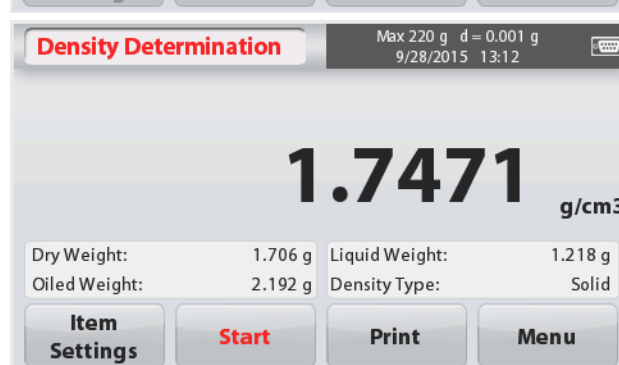 Density Determination
Max 220 g d = 0.001 g
9/28/2015 13:12
1.7471
g/cm3
Dry Weight: 1.706 g Liquid Weight: 1.218 g
Oiled Weight: 2.192 g Density Type: Solid
Item Settings
Start
Print
Menu